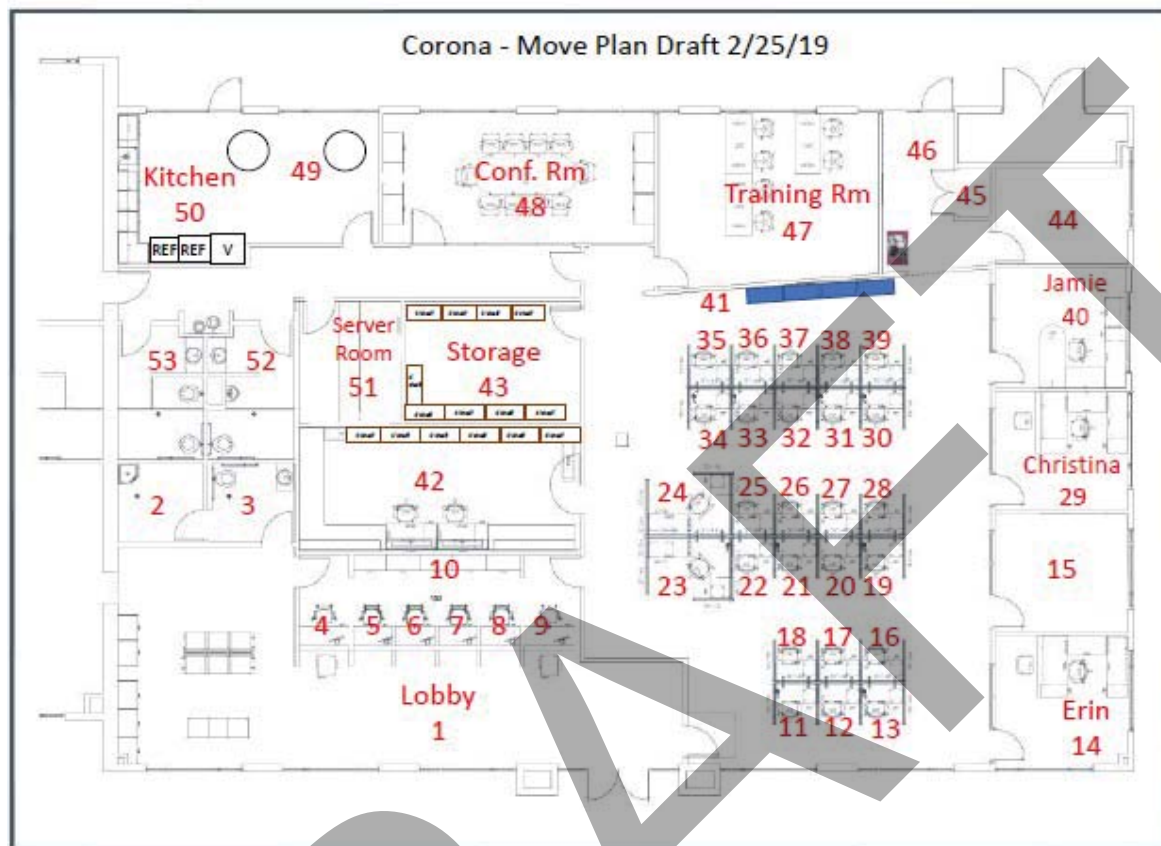 Corona - Move Plan Draft 2/25/19
Kitchen
50
49
Conf. Rm
48
Training Rm
47
46
45
44
REF REF V
41
Jamie
40
53
52
Server
Room
51
Storage
43
35 36 37 38 39
34 33 32 31 30
42
Christina
29
2
3
24 25 26 27 28
23 22 21 20 19
15
10
4 5 6 7 8 9
Lobby
1
18 17 16
11 12 13
Erin
14
DRAFT